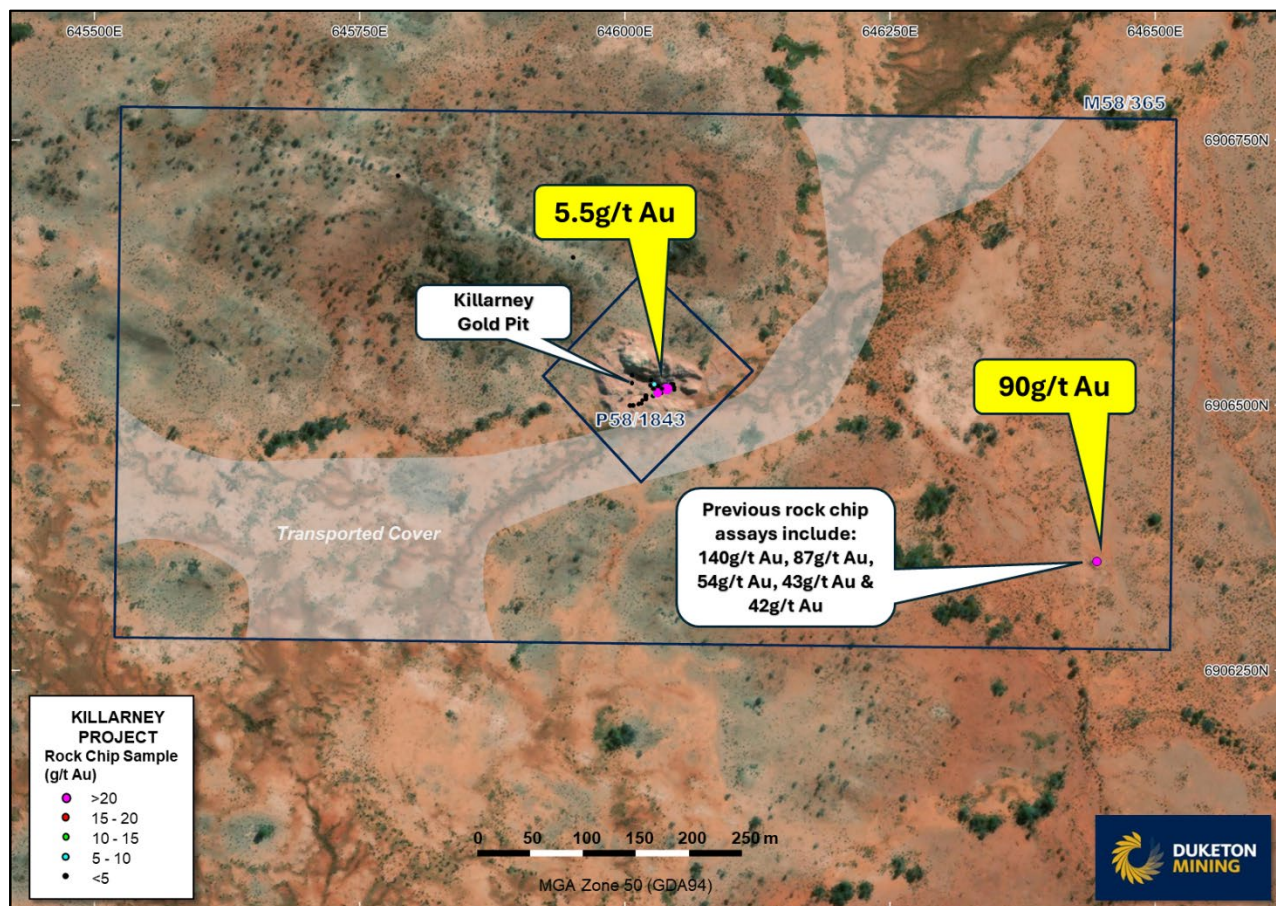 645500E
645750E
646000E
646250E
646500E
M58/365
6906750N
5.5g/t Au
Killarney
Gold Pit
90g/t Au
6906500N
P58/1843
Previous rock chip
assays include:
140g/t Au, 87g/t Au,
54g/t Au, 43g/t Au &
42g/t Au
Transported Cover
6906250N
KILLARNEY
PROJECT
Rock Chip Sample
(g/t Au)
>20
15 - 20
10 - 15
5 - 10
<5
0 50 100 150 200 250 m
MGA Zone 50 (GDA94)
DUKETON
MINING